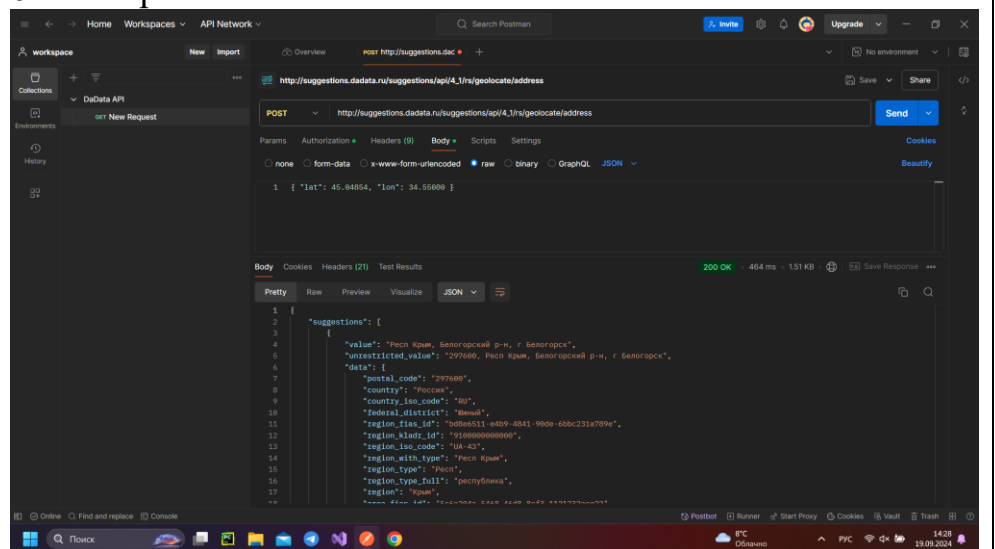 Home Workspaces API Network Search Postman Invite Upgrade
workspace New Import Overview POST http://suggestions.dac + No environment
Collections DaData API http://suggestions.dadata.ru/suggestions/api/4_1/rs/geolocate/address Save Share
GET New Request
Environments
History
POST http://suggestions.dadata.ru/suggestions/api/4_1/rs/geolocate/address Send
Params Authorization Headers (9) Body Scripts Settings Cookies
none form-data x-www-form-urlencoded raw binary GraphQL JSON Beautify
1 { "lat": 45.04854, "lon": 34.55000 }
Body Cookies Headers (21) Test Results 200 OK 464 ms 1.51 KB Save Response
Pretty Raw Preview Visualize JSON
1 {
2 "suggestions": [
3 {
4 "value": "Респ Крым, Белогорский р-н, г Белогорск",
5 "unrestricted_value": "297600, Респ Крым, Белогорский р-н, г Белогорск",
6 "data": {
7 "postal_code": "297600",
8 "country": "Россия",
9 "country_iso_code": "RU",
10 "federal_district": "Южный",
11 "region_fias_id": "bd8e6511-e4b9-4841-90de-6bbc231a789e",
12 "region_kladr_id": "9100000000000",
13 "region_iso_code": "UA-43",
14 "region_with_type": "Респ Крым",
15 "region_type": "Респ",
16 "region_type_full": "республика",
17 "region": "Крым",
Online Find and replace Console Postbot Runner Start Proxy Cookies Vault Trash
Поиск 8°C Облачно РУС 14:28 19.09.2024